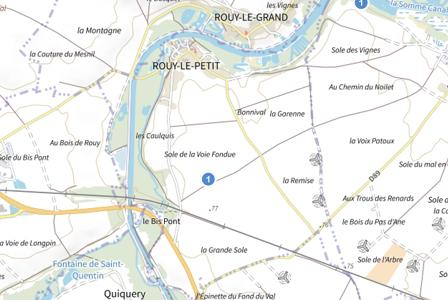 les Vignes
la Somme Cana
1
ROUY-LE-GRAND
la Montagne
la Couture du Mesnil
Sole des Vignes
ROUY-LE-PETIT
Au Chemin du Noilet
Bonnival
la Garenne
les Caulquis
la Voix Pataux
Au Bois de Rouy
Sole du Bis Pont
Sole de la Voie Fondue
Sole du mal en
1
la Remise
D89
77
Aux Trous des Renards
Sole d
le Bis Pont
le Bois du Pas d'Ane
la Voie de Longpin
la Grande Sole
Sole de l'Arbre
Fontaine de Saint-
Quentin
Quiquery
l'Épinette du Fond du Val